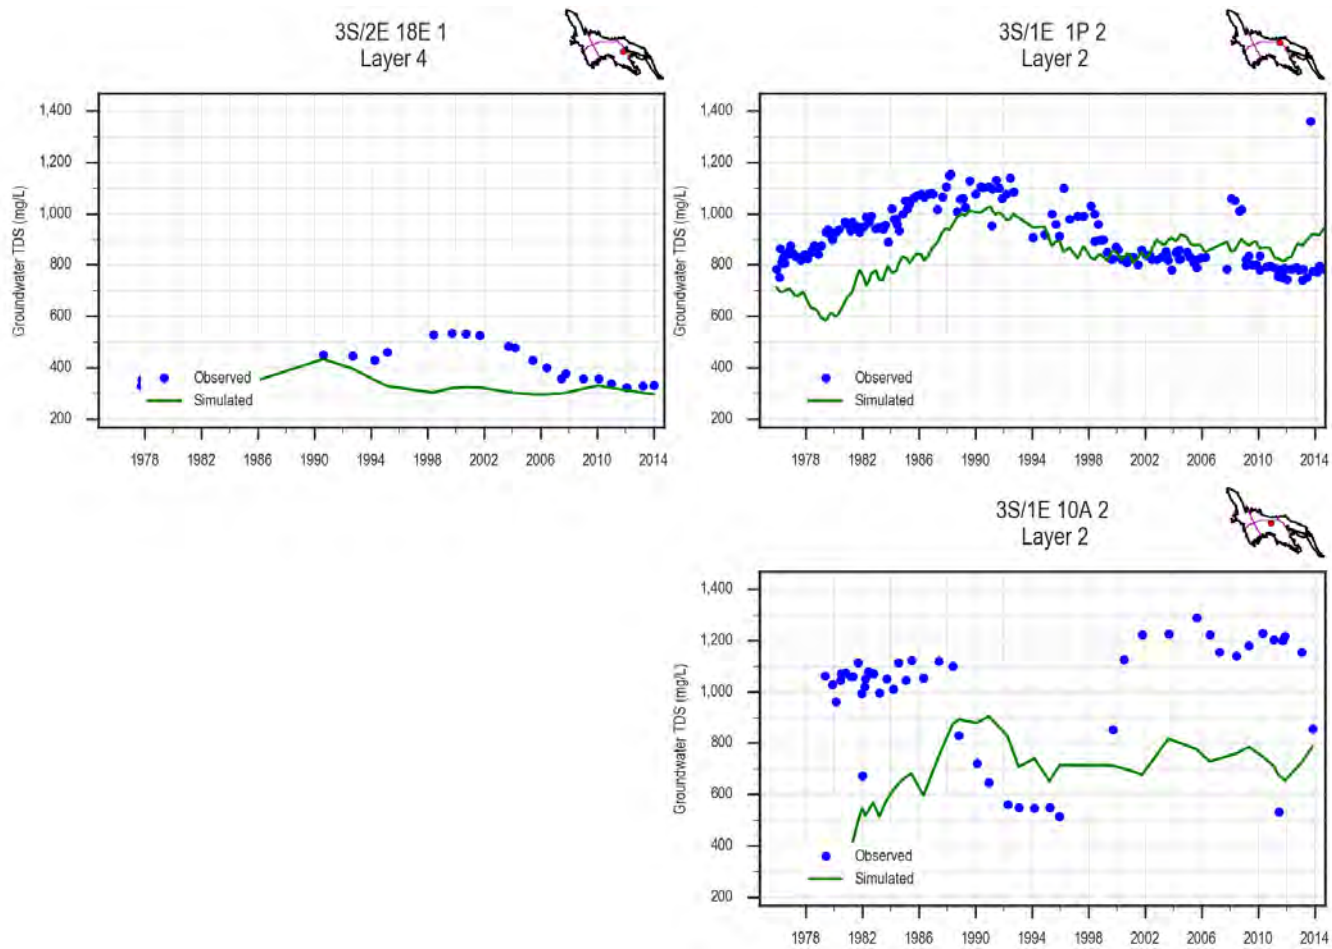 3S/2E 18E 1
Layer 4
1,400
1,200
1,000
800
600
400
200
Groundwater TDS (mg/L)
Observed
Simulated
1978 1982 1986 1990 1994 1998 2002 2006 2010 2014
3S/1E 1P 2
Layer 2
1,400
1,200
1,000
800
600
400
200
Groundwater TDS (mg/L)
Observed
Simulated
1978 1982 1986 1990 1994 1998 2002 2006 2010 2014
3S/1E 10A 2
Layer 2
1,400
1,200
1,000
800
600
400
200
Groundwater TDS (mg/L)
Observed
Simulated
1978 1982 1986 1990 1994 1998 2002 2006 2010 2014